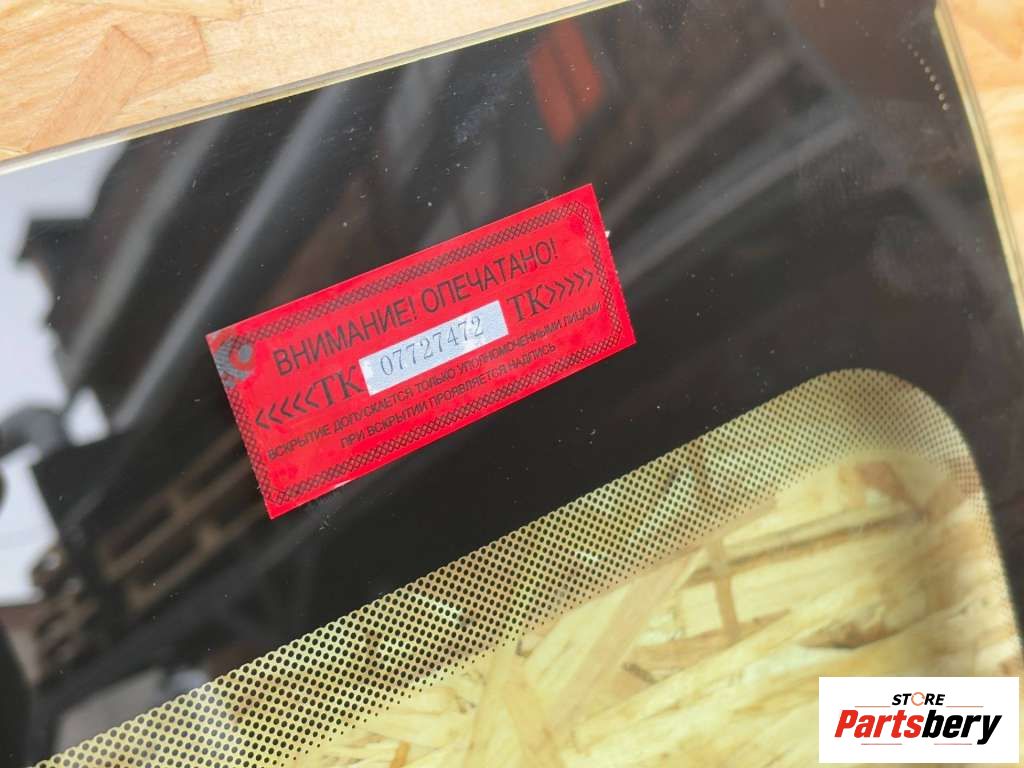 ВНИМАНИЕ! ОПЕЧАТАНО!
<<<<<ТК 07727472 ТК>>>>>
ВСКРЫТИЕ ДОПУСКАЕТСЯ ТОЛЬКО УПОЛНОМОЧЕННЫМИ ЛИЦАМИ
ПРИ ВСКРЫТИИ ПРОЯВЛЯЕТСЯ НАДПИСЬ
STORE
Partsbery